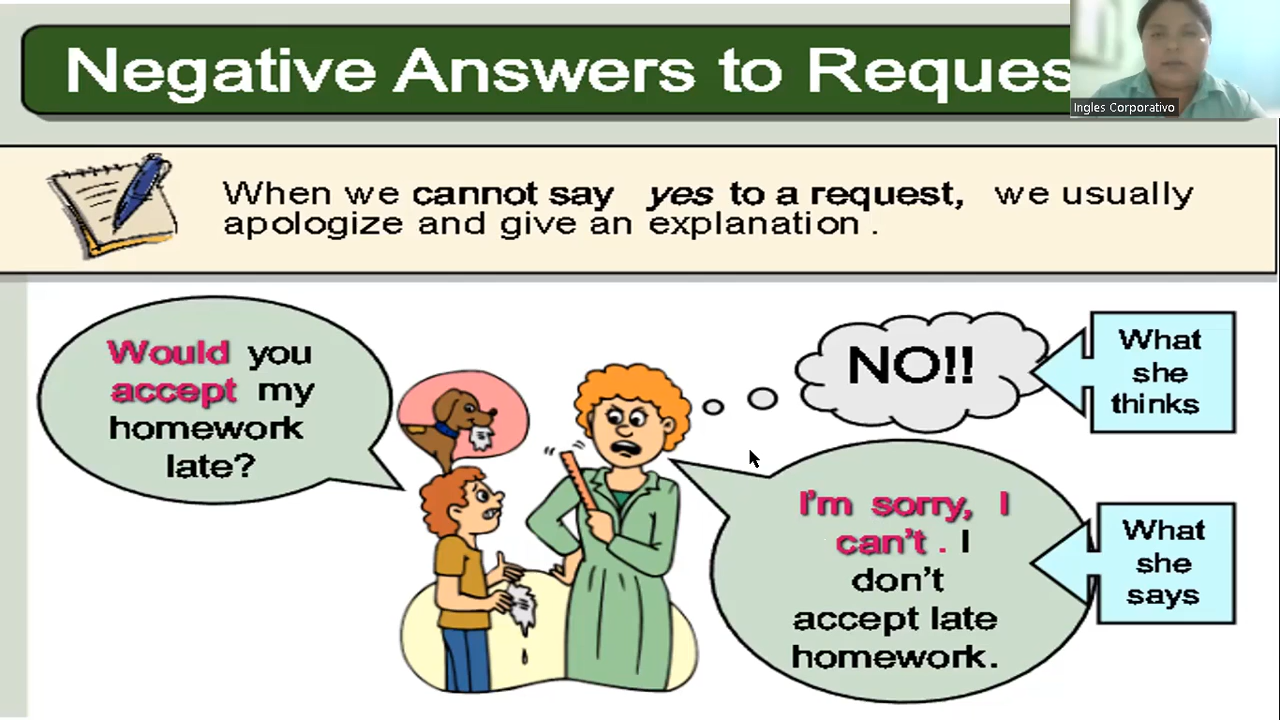 Negative Answers to Reques
Ingles Corporativo
When we cannot say yes to a request, we usually
apologize and give an explanation .
Would you
accept my
homework
late?
NO!!
What
she
thinks
I'm sorry, I
can't . I
don't
accept late
homework.
What
she
says